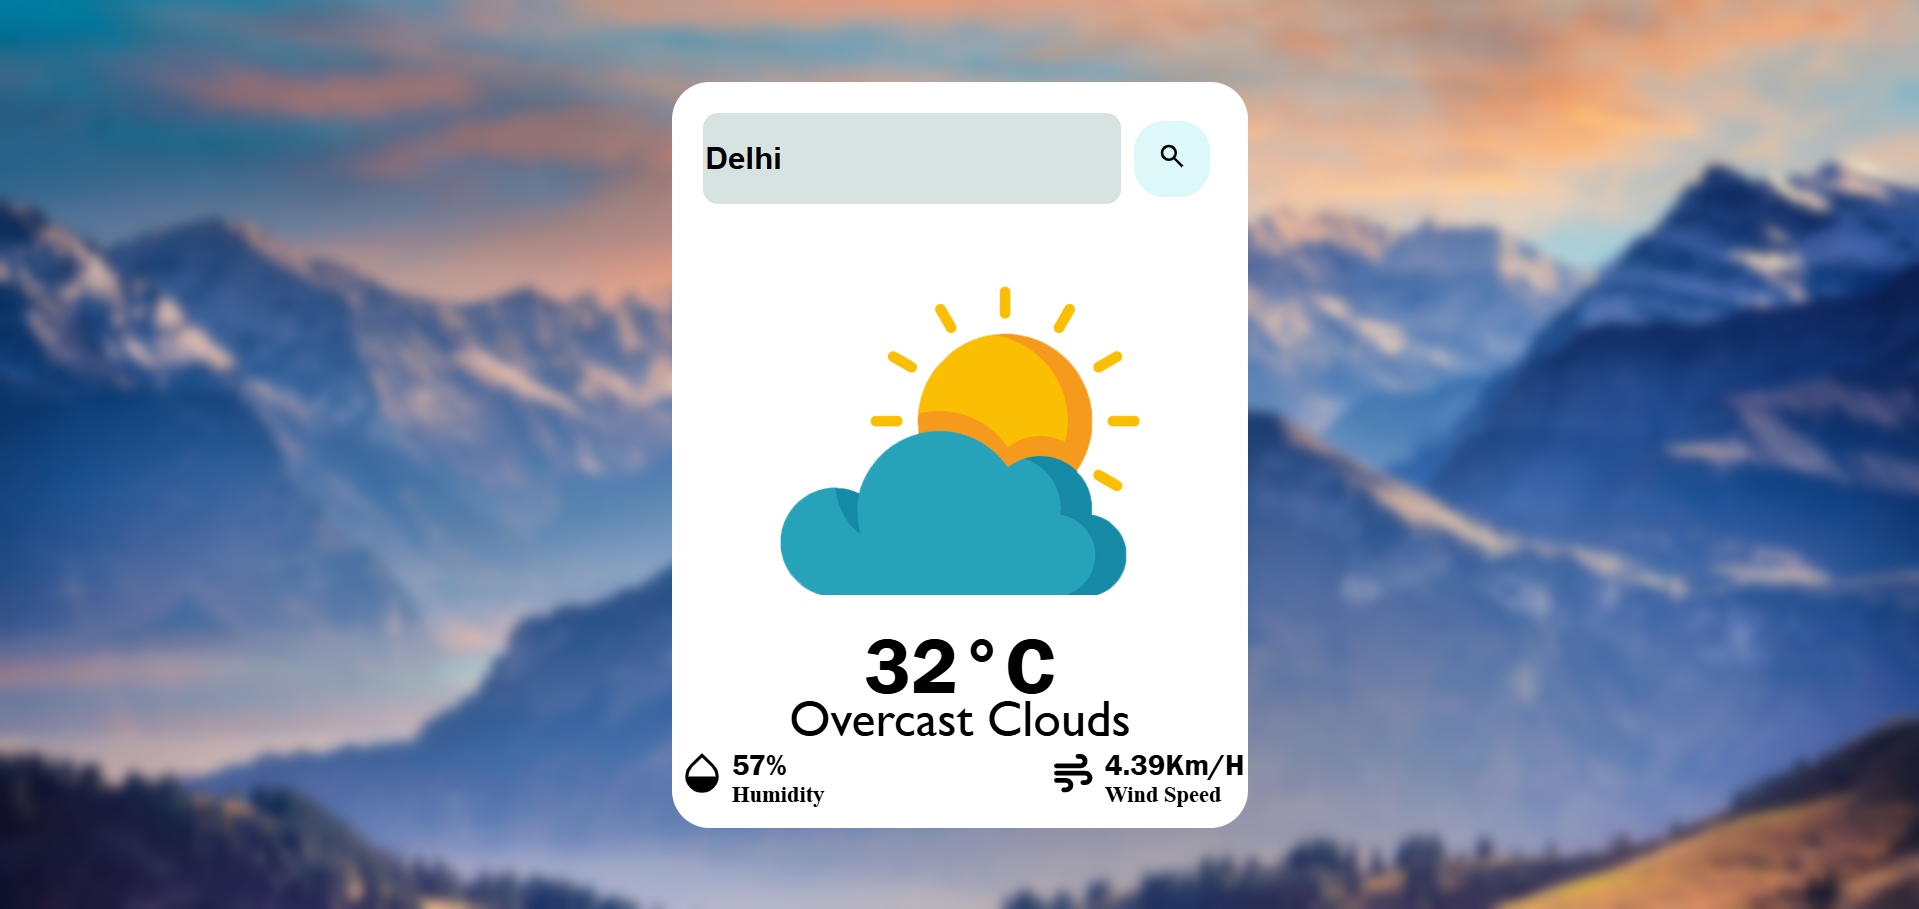 Delhi
32°C
Overcast Clouds
57%
Humidity
4.39Km/H
Wind Speed